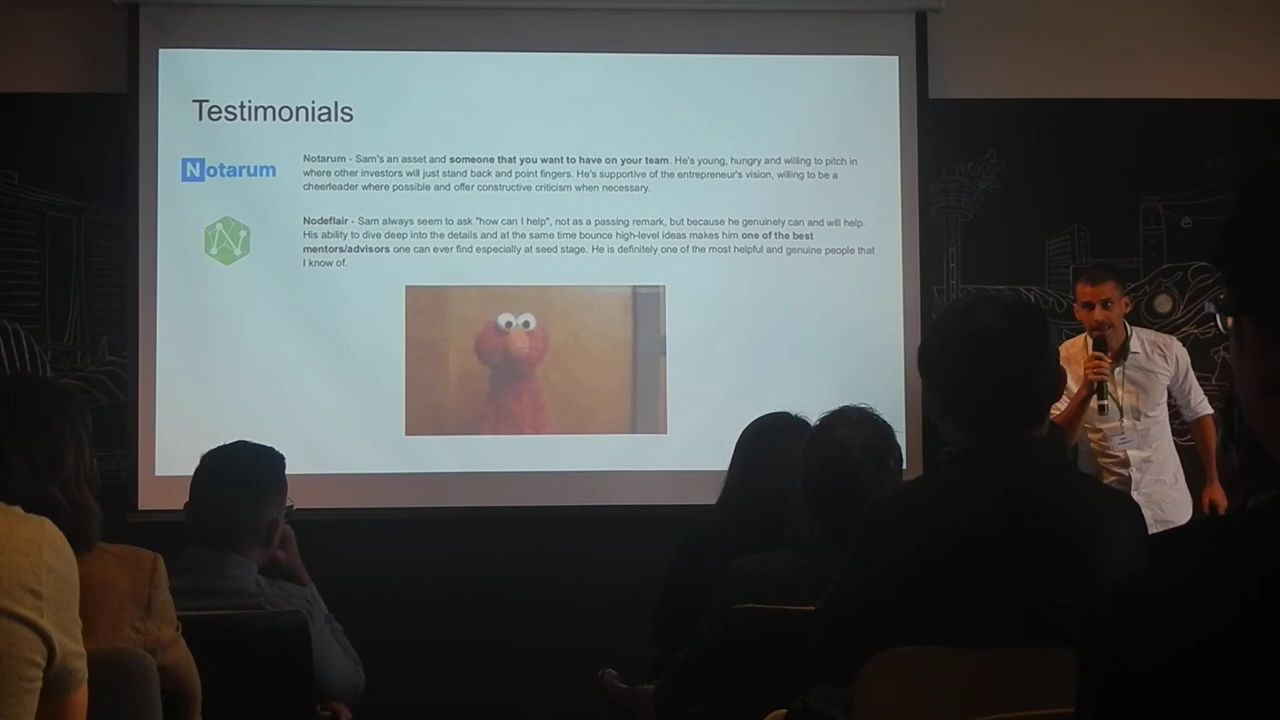 Testimonials
Notarum
Notarum - Sam's an asset and someone that you want to have on your team. He's young, hungry and willing to pitch in
where other investors will just stand back and point fingers. He's supportive of the entrepreneur's vision, willing to be a
cheerleader where possible and offer constructive criticism when necessary.
Nodeflair - Sam always seem to ask "how can I help", not as a passing remark, but because he genuinely can and will help.
His ability to dive deep into the details and at the same time bounce high-level ideas makes him one of the best
mentors/advisors one can ever find especially at seed stage. He is definitely one of the most helpful and genuine people that
I know of.